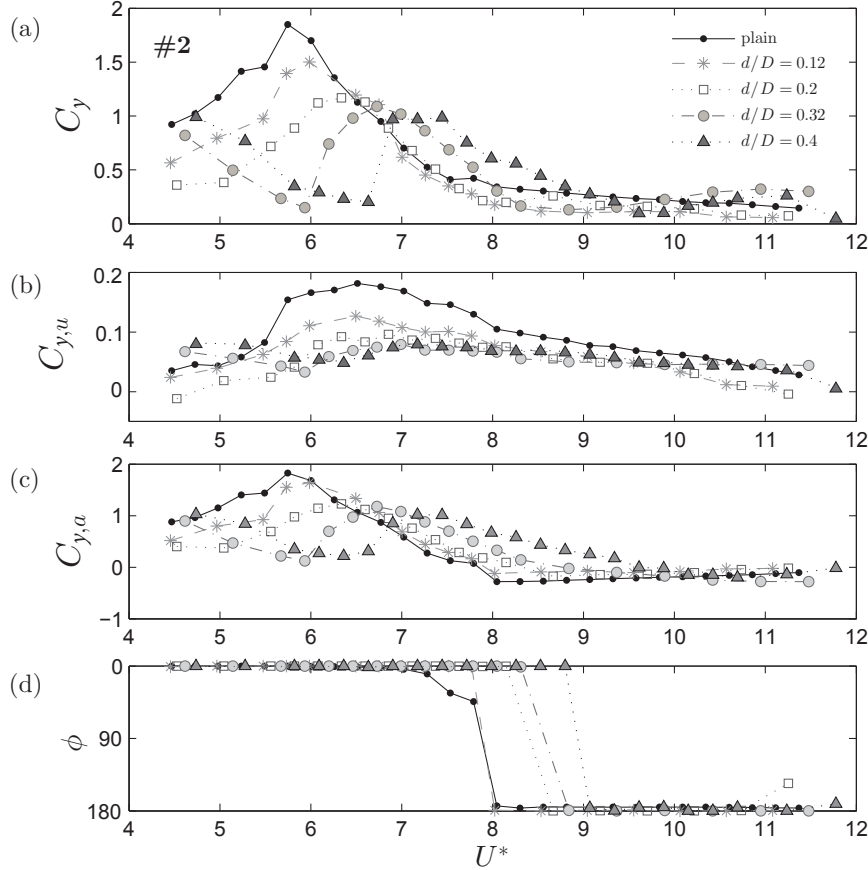 (a)
#2
C_y
2
1.5
1
0.5
0
plain
d/D = 0.12
d/D = 0.2
d/D = 0.32
d/D = 0.4
4 5 6 7 8 9 10 11 12
(b)
C_{y,u}
0.2
0.1
0
4 5 6 7 8 9 10 11 12
(c)
C_{y,a}
2
1
0
−1
4 5 6 7 8 9 10 11 12
(d)
ϕ
0
90
180
4 5 6 7 8 9 10 11 12
U*